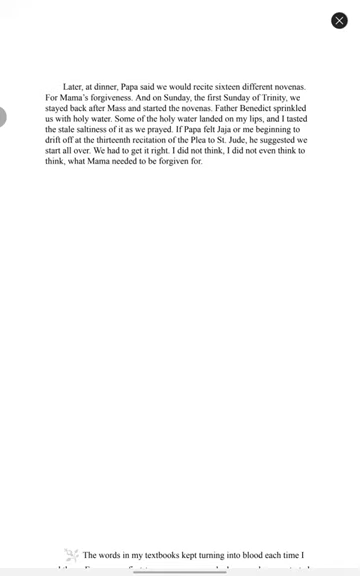 Later, at dinner, Papa said we would recite sixteen different novenas.
For Mama's forgiveness. And on Sunday, the first Sunday of Trinity, we
stayed back after Mass and started the novenas. Father Benedict sprinkled
us with holy water. Some of the holy water landed on my lips, and I tasted
the stale saltiness of it as we prayed. If Papa felt Jaja or me beginning to
drift off at the thirteenth recitation of the Plea to St. Jude, he suggested we
start all over. We had to get it right. I did not think, I did not even think to
think, what Mama needed to be forgiven for.
The words in my textbooks kept turning into blood each time I